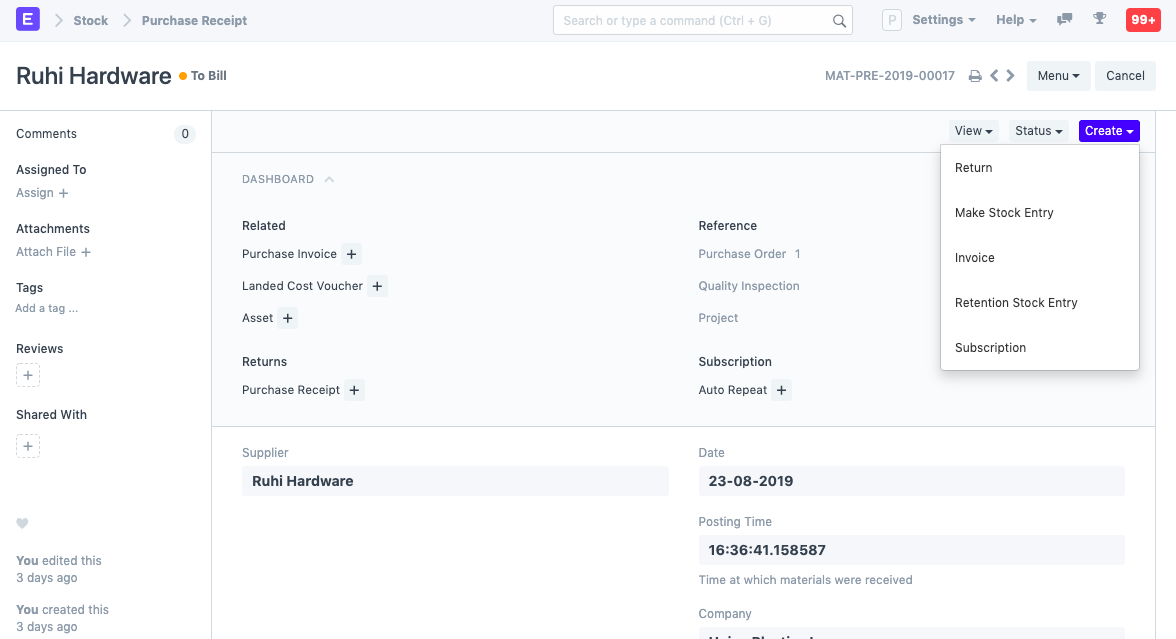 E Stock Purchase Receipt Search or type a command (Ctrl + G) P Settings Help 99+
Ruhi Hardware To Bill MAT-PRE-2019-00017 Menu Cancel
Comments 0
Assigned To
Assign +
Attachments
Attach File +
Tags
Add a tag ...
Reviews
+
Shared With
+
You edited this
3 days ago
You created this
3 days ago
View Status Create
Return
Make Stock Entry
Invoice
Retention Stock Entry
Subscription
DASHBOARD
Related
Purchase Invoice +
Landed Cost Voucher +
Asset +
Reference
Purchase Order 1
Quality Inspection
Project
Returns
Purchase Receipt +
Subscription
Auto Repeat +
Supplier
Ruhi Hardware
Date
23-08-2019
Posting Time
16:36:41.158587
Time at which materials were received
Company